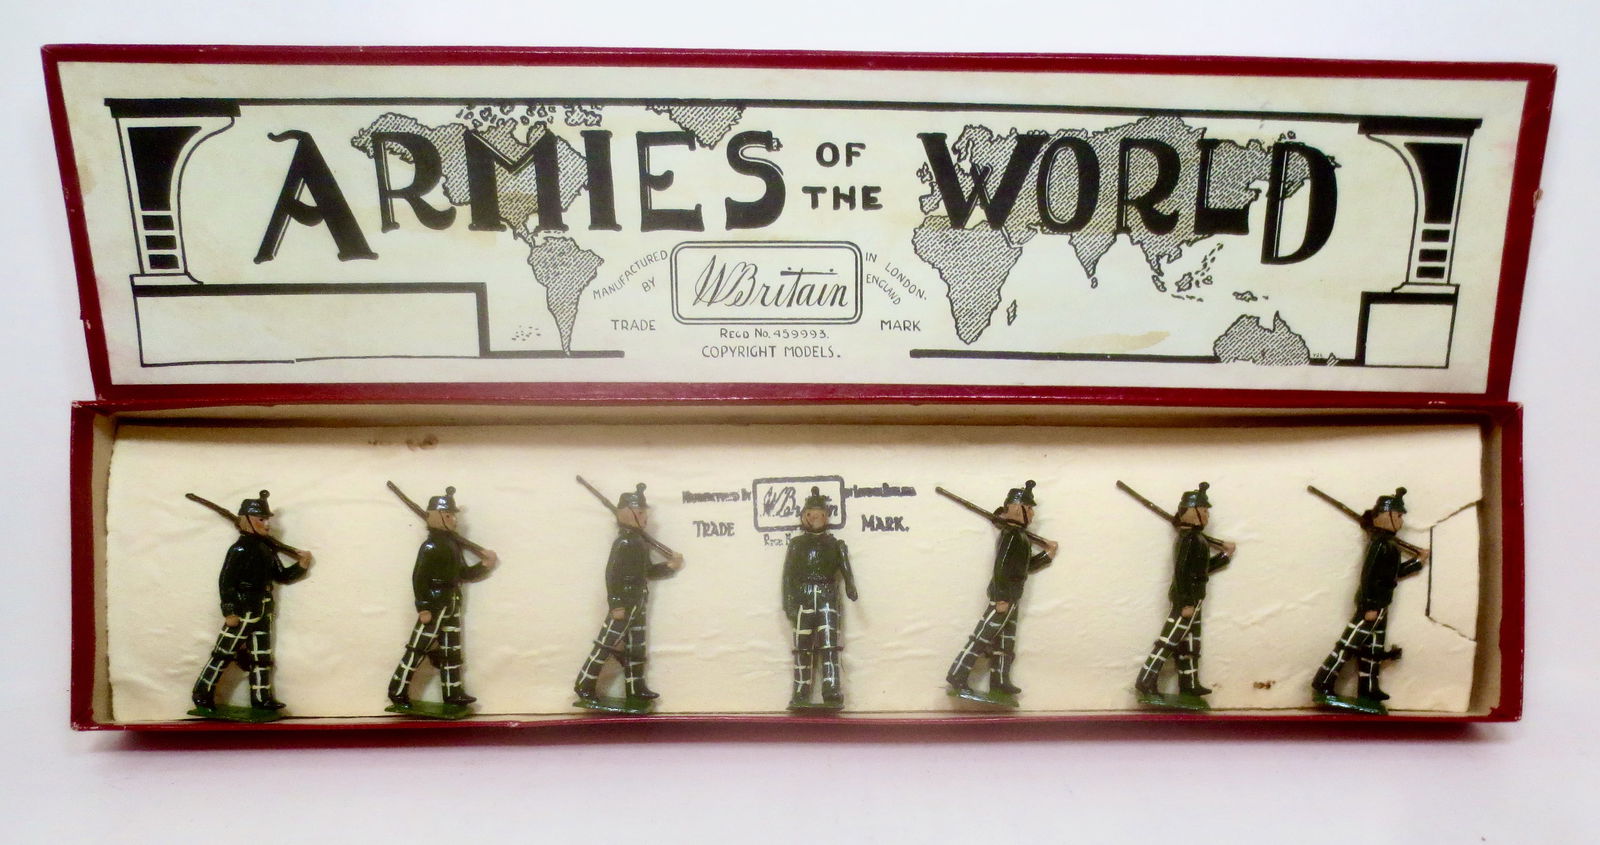 ARMIES OF THE WORLD
MANUFACTURED BY
W Britain
IN LONDON, ENGLAND
TRADE MARK
REGD No. 459993.
COPYRIGHT MODELS.
TRADE MARK.